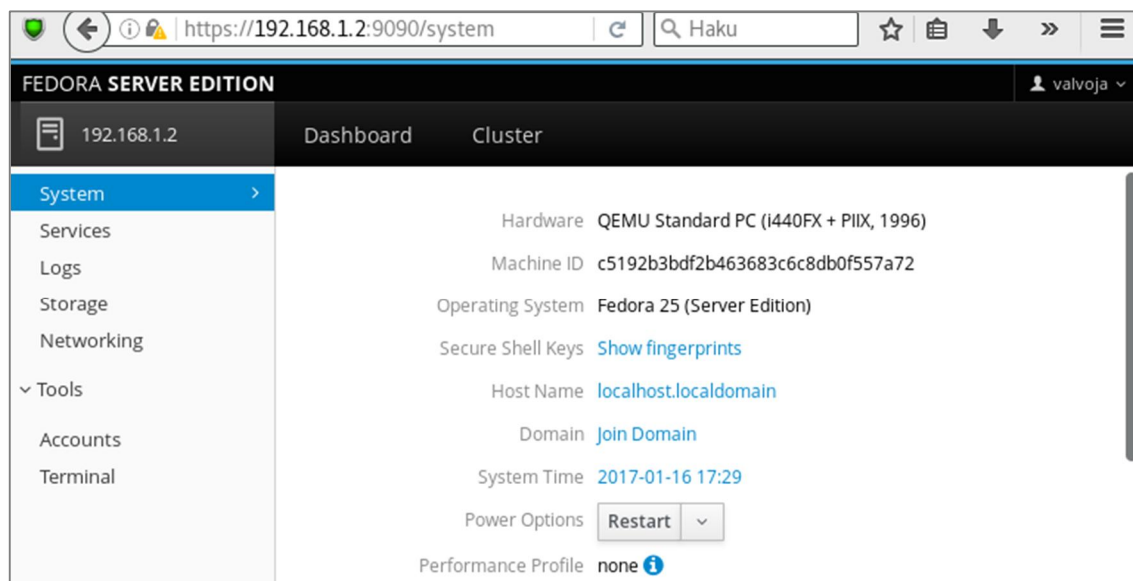 https://192.168.1.2:9090/system Haku
FEDORA SERVER EDITION valvoja
192.168.1.2 Dashboard Cluster
System
Services
Logs
Storage
Networking
Tools
Accounts
Terminal
Hardware QEMU Standard PC (i440FX + PIIX, 1996)
Machine ID c5192b3bdf2b463683c6c8db0f557a72
Operating System Fedora 25 (Server Edition)
Secure Shell Keys Show fingerprints
Host Name localhost.localdomain
Domain Join Domain
System Time 2017-01-16 17:29
Power Options Restart
Performance Profile none